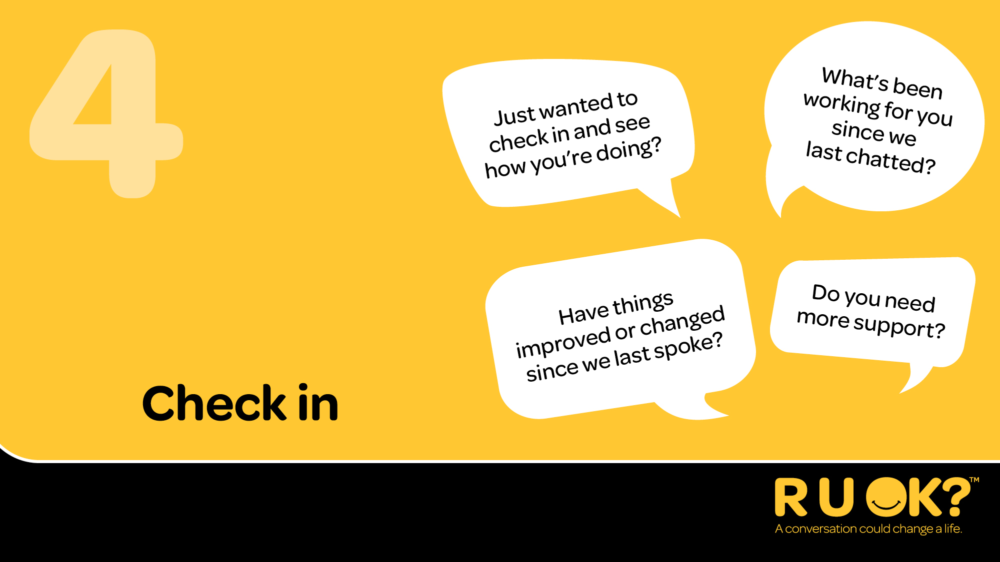 4
Just wanted to
check in and see
how you're doing?
What's been
working for you
since we
last chatted?
Have things
improved or changed
since we last spoke?
Do you need
more support?
Check in
R U OK?™
A conversation could change a life.